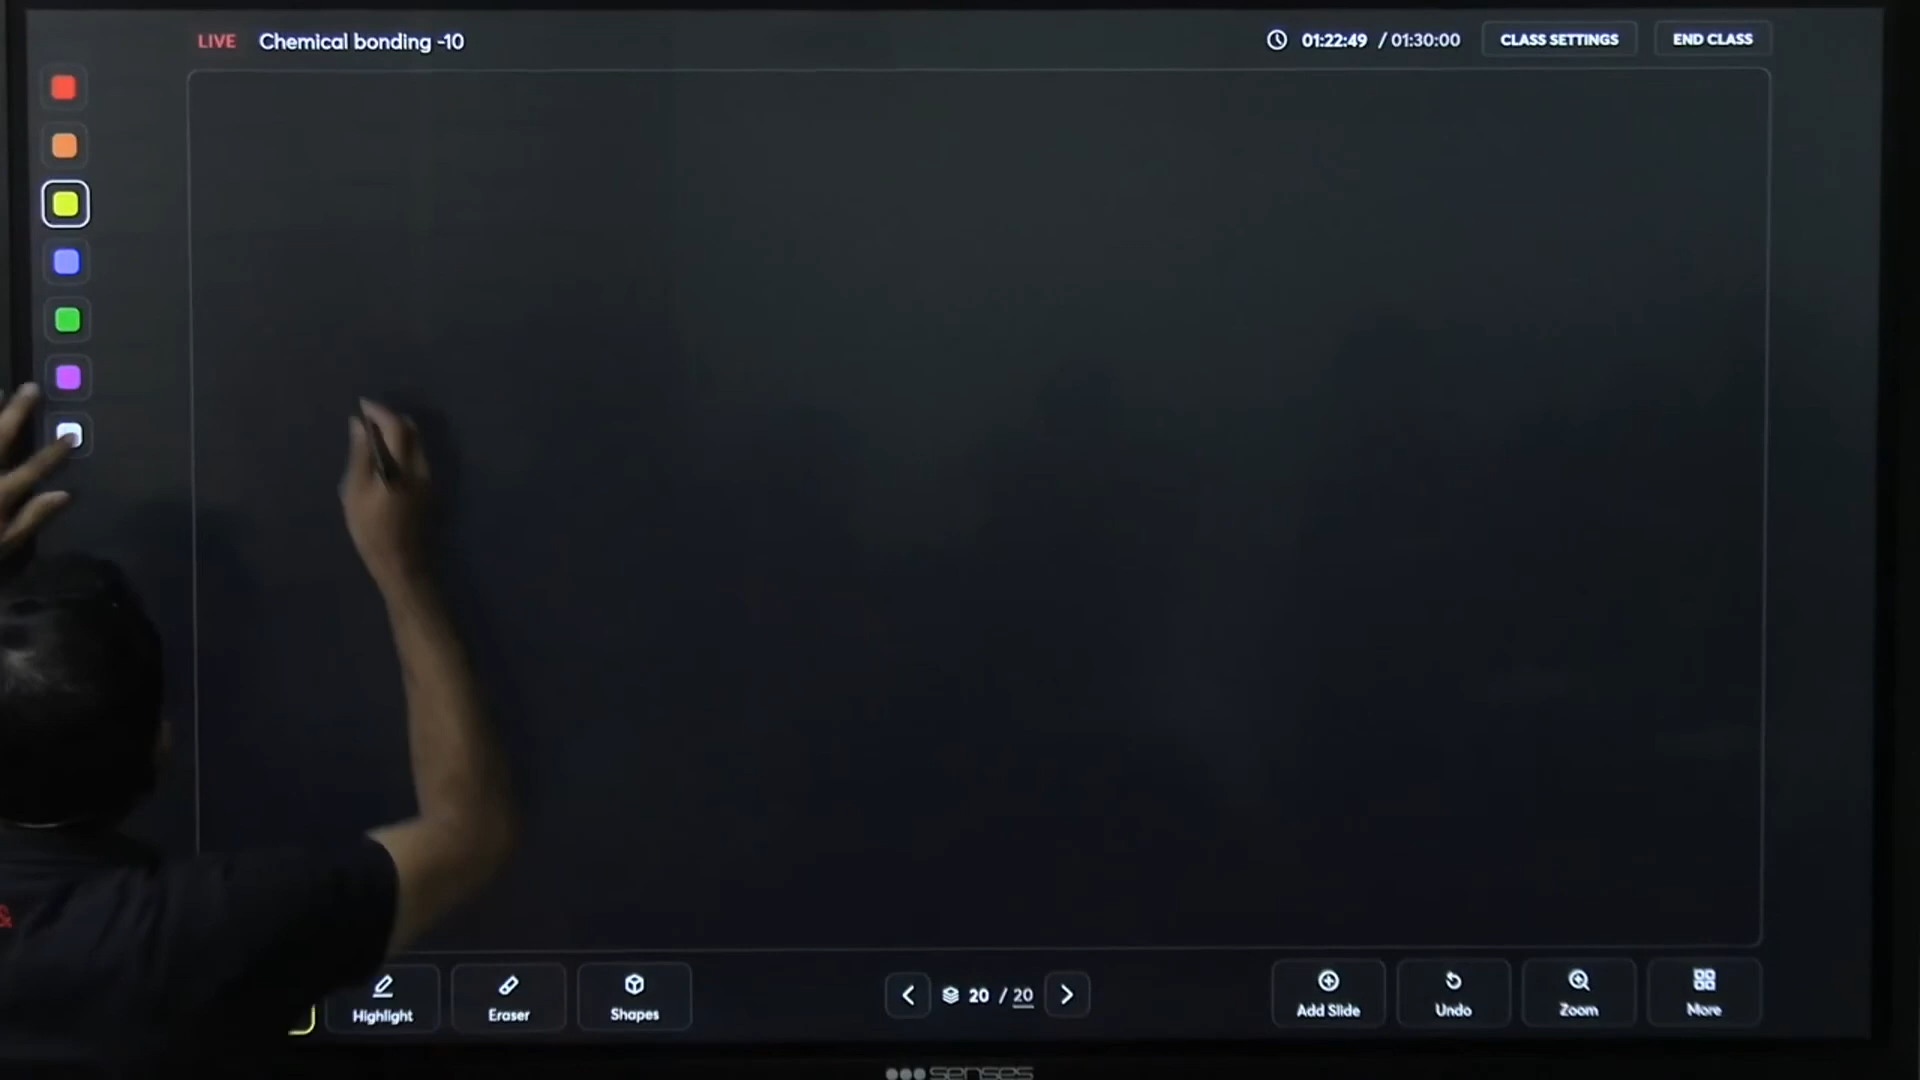 LIVE Chemical bonding -10
01:22:49 / 01:30:00 CLASS SETTINGS END CLASS
&
Highlight Eraser Shapes
20 / 20
Add Slide Undo Zoom More
senses